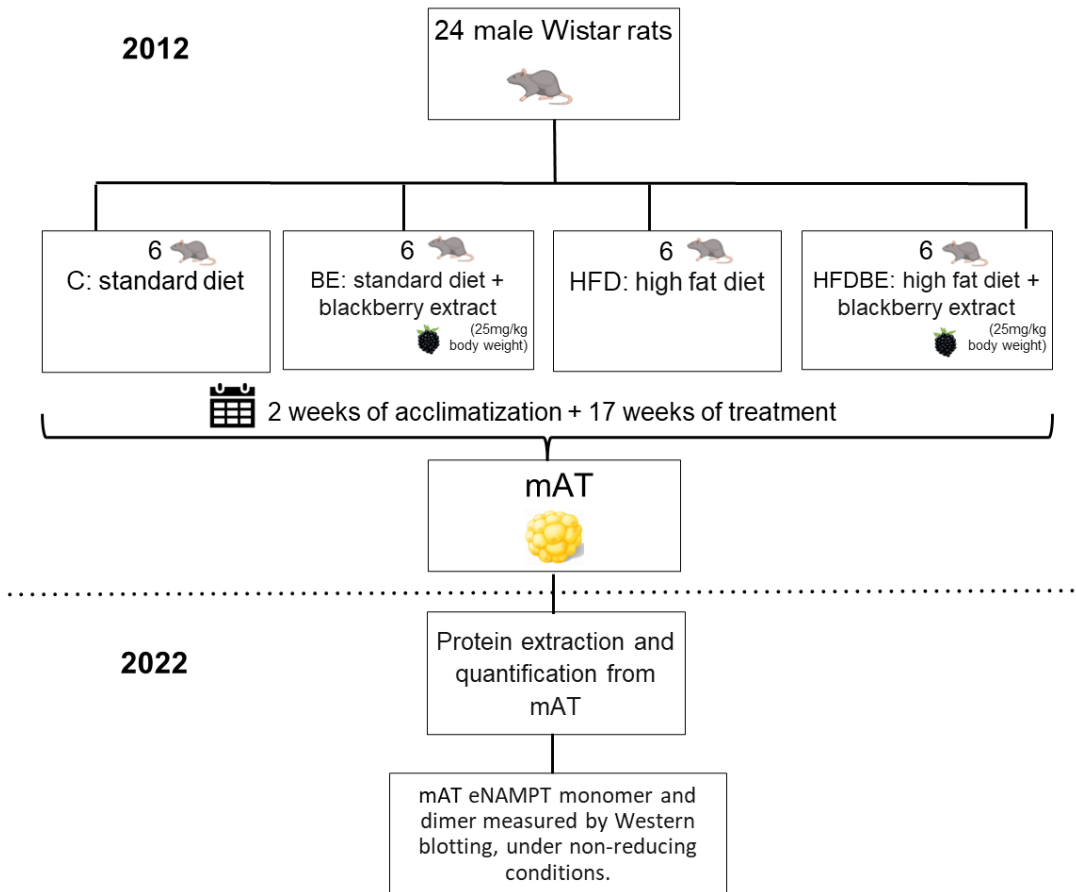 2012
24 male Wistar rats
6
C: standard diet
6
BE: standard diet +
blackberry extract
(25mg/kg
body weight)
6
HFD: high fat diet
6
HFDBE: high fat diet +
blackberry extract
(25mg/kg
body weight)
2 weeks of acclimatization + 17 weeks of treatment
mAT
2022
Protein extraction and
quantification from
mAT
mAT eNAMPT monomer and
dimer measured by Western
blotting, under non-reducing
conditions.